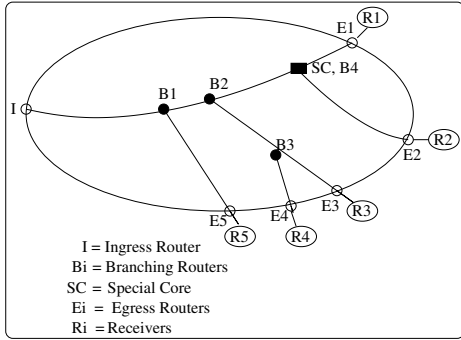 R1
E1
SC, B4
B2
B1
I
B3
R2
E2
E3
R3
E4
E5
R4
R5
I = Ingress Router
Bi = Branching Routers
SC = Special Core
Ei = Egress Routers
Ri = Receivers